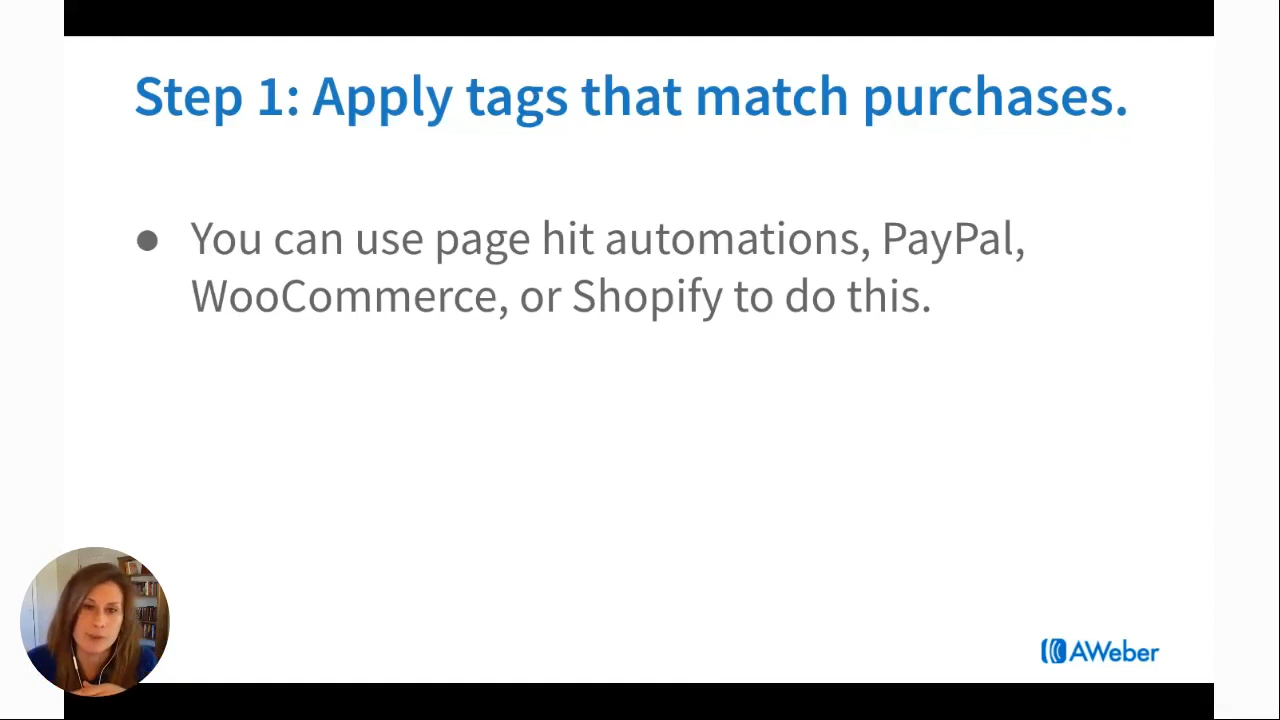 Step 1: Apply tags that match purchases.
● You can use page hit automations, PayPal,
WooCommerce, or Shopify to do this.
AWeber